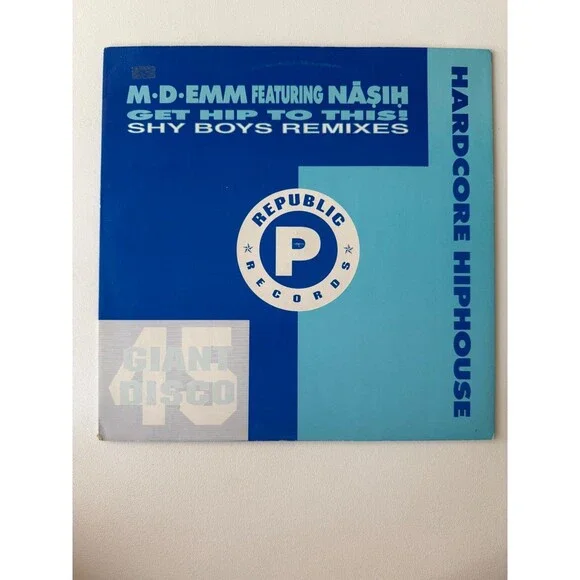 M·D·EMM FEATURING NĀṢIḤ
GET HIP TO THIS!
SHY BOYS REMIXES
HARDCORE HIPHOUSE
REPUBLIC
P
RECORDS
45
GIANT
DISCO